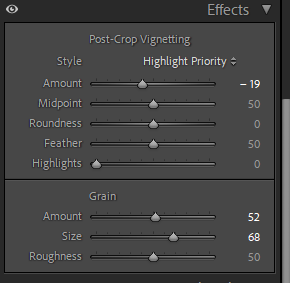 Effects
Post-Crop Vignetting
Style Highlight Priority
Amount – 19
Midpoint 50
Roundness 0
Feather 50
Highlights 0
Grain
Amount 52
Size 68
Roughness 50